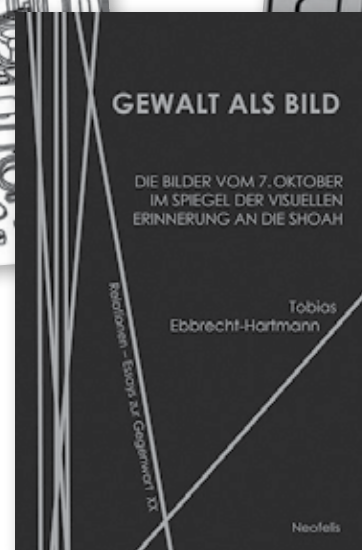 GEWALT ALS BILD
DIE BILDER VOM 7. OKTOBER
IM SPIEGEL DER VISUELLEN
ERINNERUNG AN DIE SHOAH
Tobias
Ebbrecht-Hartmann
Relationen – Essays zur Gegenwart XX
Neofelis